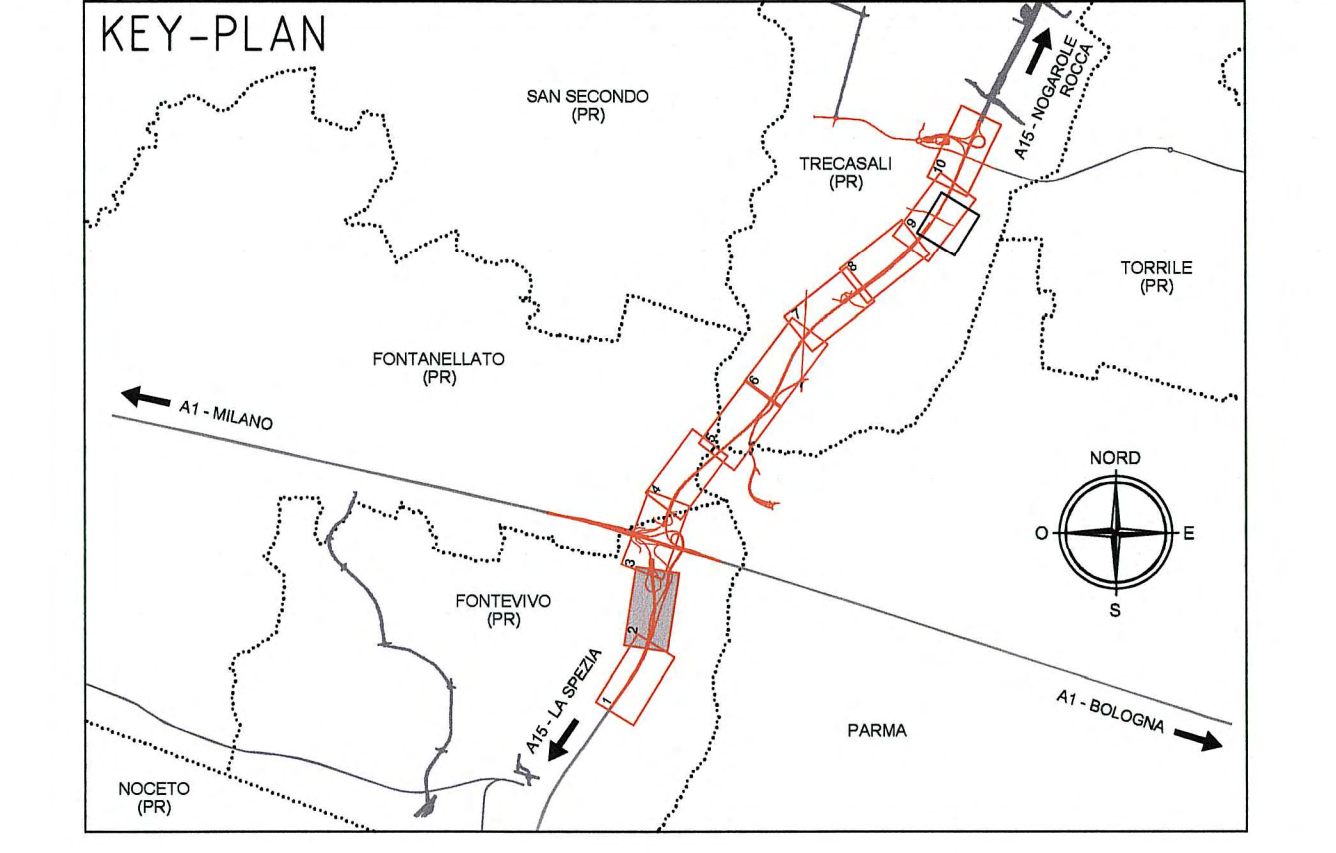 KEY-PLAN
SAN SECONDO
(PR)
A15 - NOGAROLE
ROCCA
TRECASALI
(PR)
10
9
TORRILE
(PR)
8
7
FONTANELLATO
(PR)
6
A1 - MILANO
5
NORD
4
O
E
S
3
FONTEVIVO
(PR)
2
A15 - LA SPEZIA
1
A1 - BOLOGNA
PARMA
NOCETO
(PR)